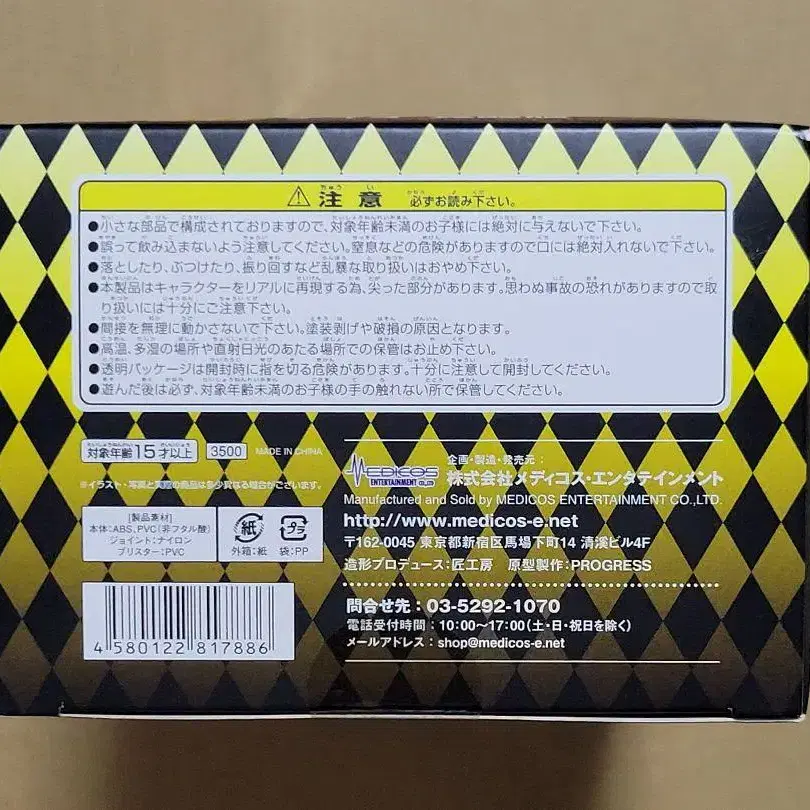 ⚠ 注意 必ずお読み下さい。
●小さな部品で構成されておりますので、対象年齢未満のお子様には絶対に与えないで下さい。
●誤って飲み込まないよう注意してください。窒息などの危険がありますので口には絶対入れないで下さい。
●落としたり、ぶつけたり、振り回すなど乱暴な取り扱いはおやめ下さい。
●本製品はキャラクターをリアルに再現する為、尖った部分があります。思わぬ事故の恐れがありますので取
り扱いには十分にご注意下さい。
●間接を無理に動かさないで下さい。塗装剥げや破損の原因となります。
●高温、多湿の場所や直射日光のあたる場所での保管はお止め下さい。
●透明パッケージは開封時に指を切る危険があります。十分に注意して開封してください。
●遊んだ後は必ず、対象年齢未満のお子様の手の触れない所で保管してください。
対象年齢15才以上 3500 MADE IN CHINA
※イラスト・写真と実際の商品は多少異なる場合がございます。
[製品素材]
本体:ABS、PVC(非フタル酸)
ジョイント:ナイロン
ブリスター:PVC
紙
外箱:紙
プラ
袋:PP
4 580122 817886
MEDICOS
ENTERTAINMENT CO.,LTD
企画・製造・発売元:
株式会社メディコス・エンタテインメント
Manufactured and Sold by MEDICOS ENTERTAINMENT CO.,LTD.
http://www.medicos-e.net
〒162-0045 東京都新宿区馬場下町14 清溪ビル4F
造形プロデュース:匠工房 原型製作:PROGRESS
問合せ先:03-5292-1070
電話受付時間:10:00〜17:00(土・日・祝日を除く)
メールアドレス:shop@medicos-e.net